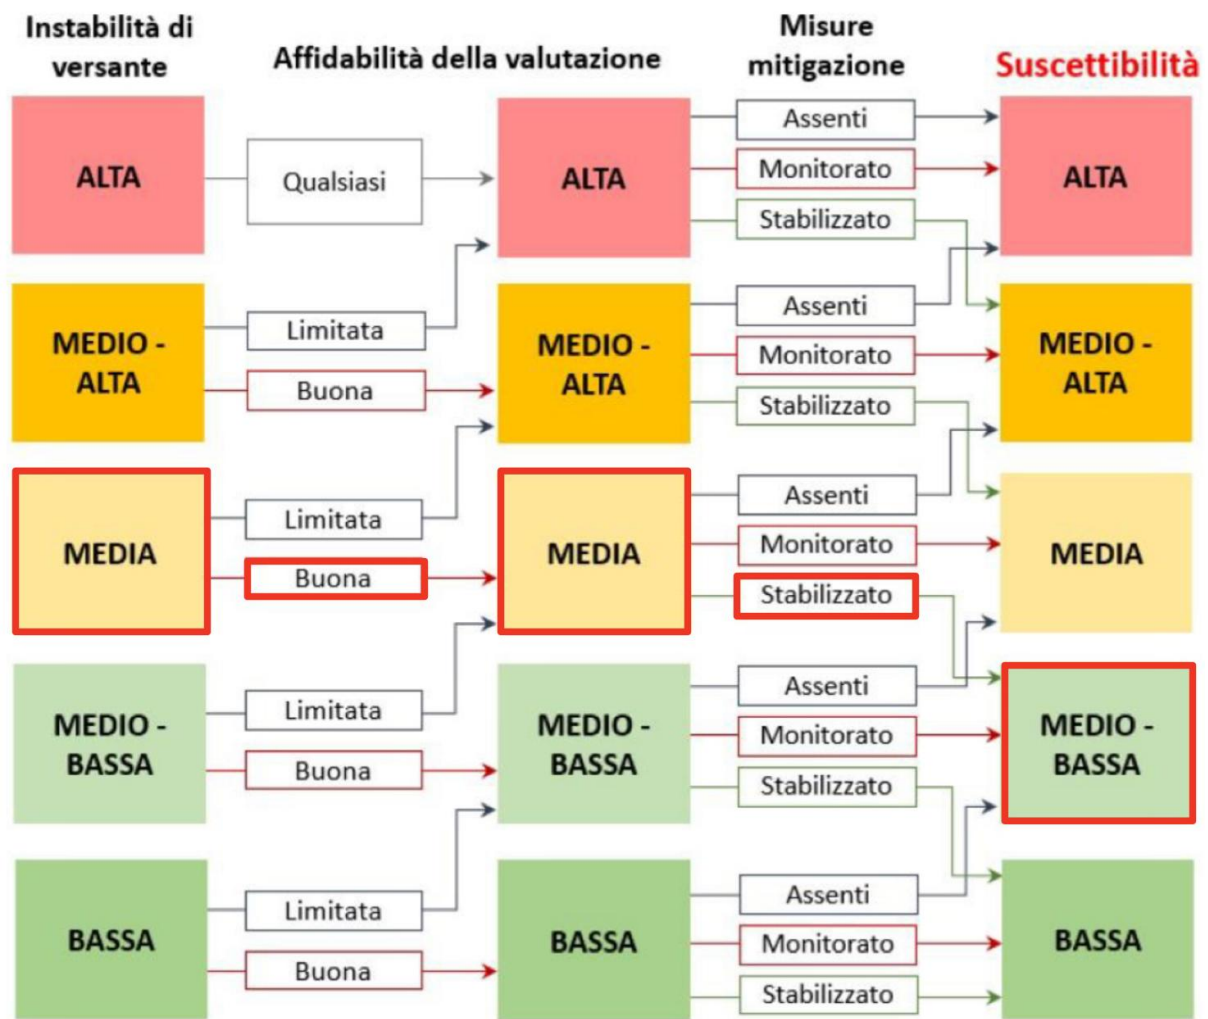 Instabilità di
versante
Affidabilità della valutazione
Misure
mitigazione
Suscettibilità
ALTA
Qualsiasi
ALTA
Assenti
Monitorato
Stabilizzato
ALTA
MEDIO -
ALTA
Limitata
Buona
MEDIO -
ALTA
Assenti
Monitorato
Stabilizzato
MEDIO -
ALTA
MEDIA
Limitata
Buona
MEDIA
Assenti
Monitorato
Stabilizzato
MEDIA
MEDIO -
BASSA
Limitata
Buona
MEDIO -
BASSA
Assenti
Monitorato
Stabilizzato
MEDIO -
BASSA
BASSA
Limitata
Buona
BASSA
Assenti
Monitorato
Stabilizzato
BASSA